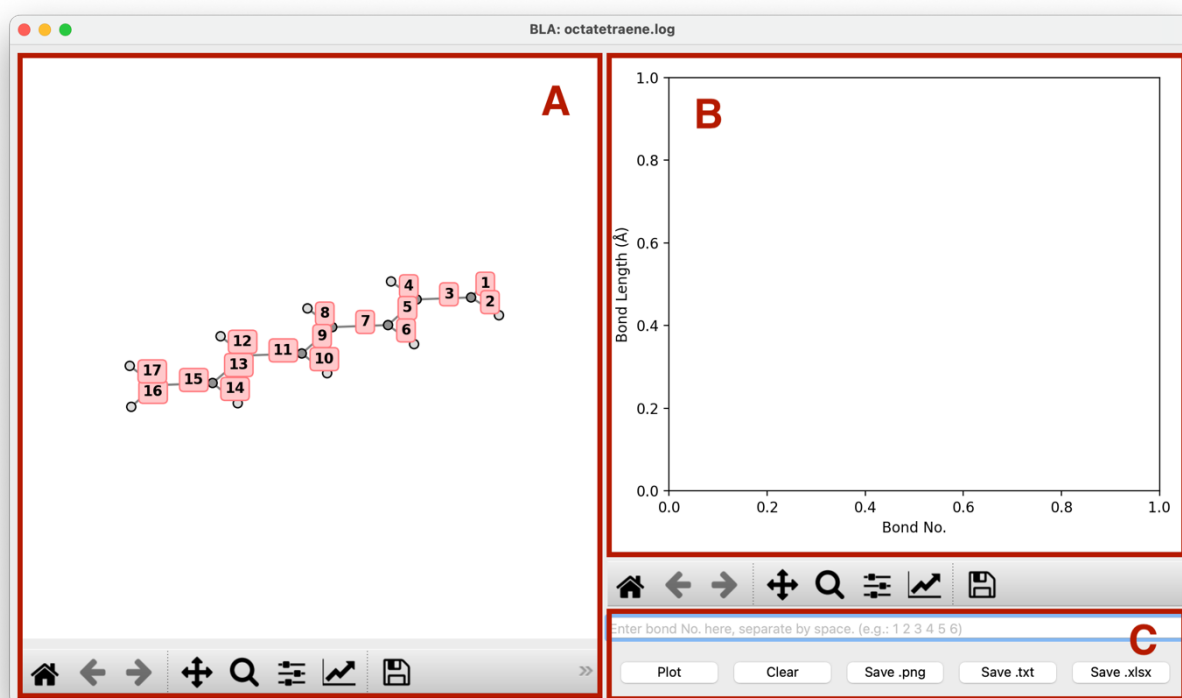 BLA: octatetraene.log
A
1
4
2
3
5
8
7
6
9
12
11
10
13
17
15
14
16
»
B
1.0
0.8
0.6
0.4
0.2
0.0
Bond Length (Å)
0.0 0.2 0.4 0.6 0.8 1.0
Bond No.
Enter bond No. here, separate by space. (e.g.: 1 2 3 4 5 6)
C
Plot Clear Save .png Save .txt Save .xlsx